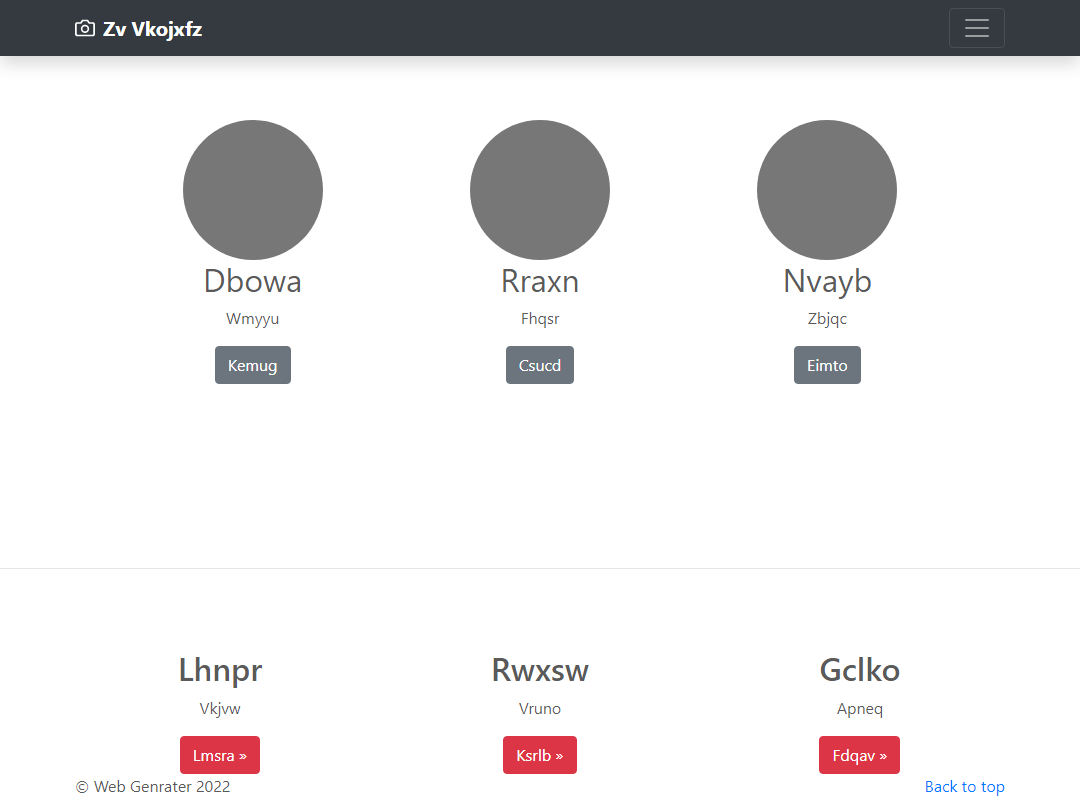 Zv Vkojxfz
Dbowa
Rraxn
Nvayb
Wmyyu
Fhqsr
Zbjqc
Kemug
Csucd
Eimto
Lhnpr
Rwxsw
Gclko
Vkjvw
Vruno
Apneq
Lmsra »
Ksrlb »
Fdqav »
© Web Genrater 2022
Back to top